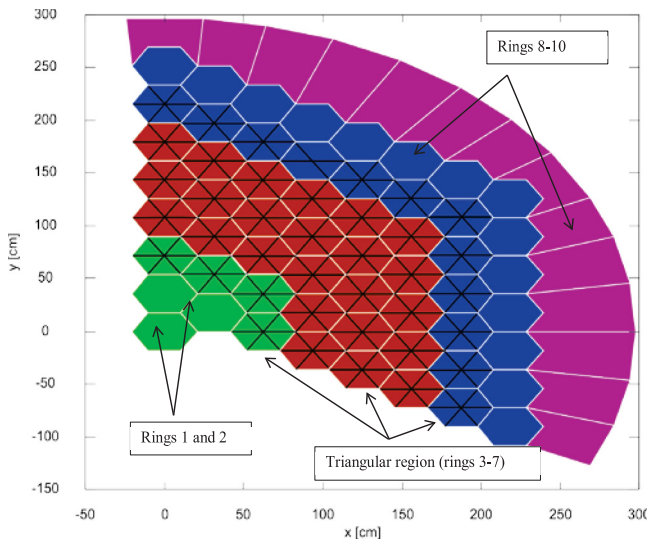 300
250
200
150
100
50
0
-50
-100
-150
y [cm]
Rings 8-10
Rings 1 and 2
Triangular region (rings 3-7)
-50 0 50 100 150 200 250 300
x [cm]